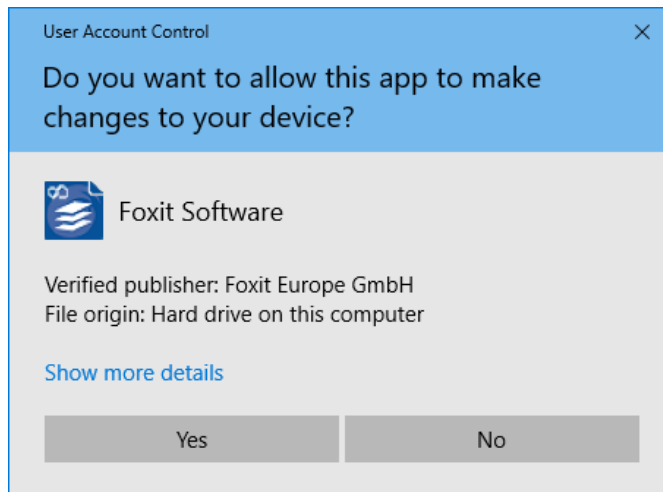 User Account Control
Do you want to allow this app to make
changes to your device?
Foxit Software
Verified publisher: Foxit Europe GmbH
File origin: Hard drive on this computer
Show more details
Yes
No